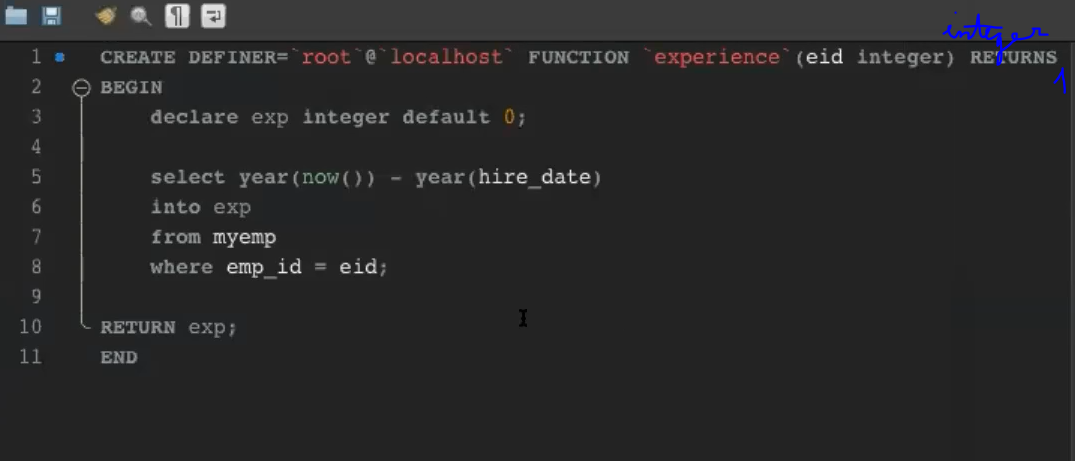 integer
1 CREATE DEFINER=`root`@`localhost` FUNCTION `experience`(eid integer) RETURNS
2 BEGIN
3 declare exp integer default 0;
4
5 select year(now()) - year(hire_date)
6 into exp
7 from myemp
8 where emp_id = eid;
9
10 RETURN exp;
11 END